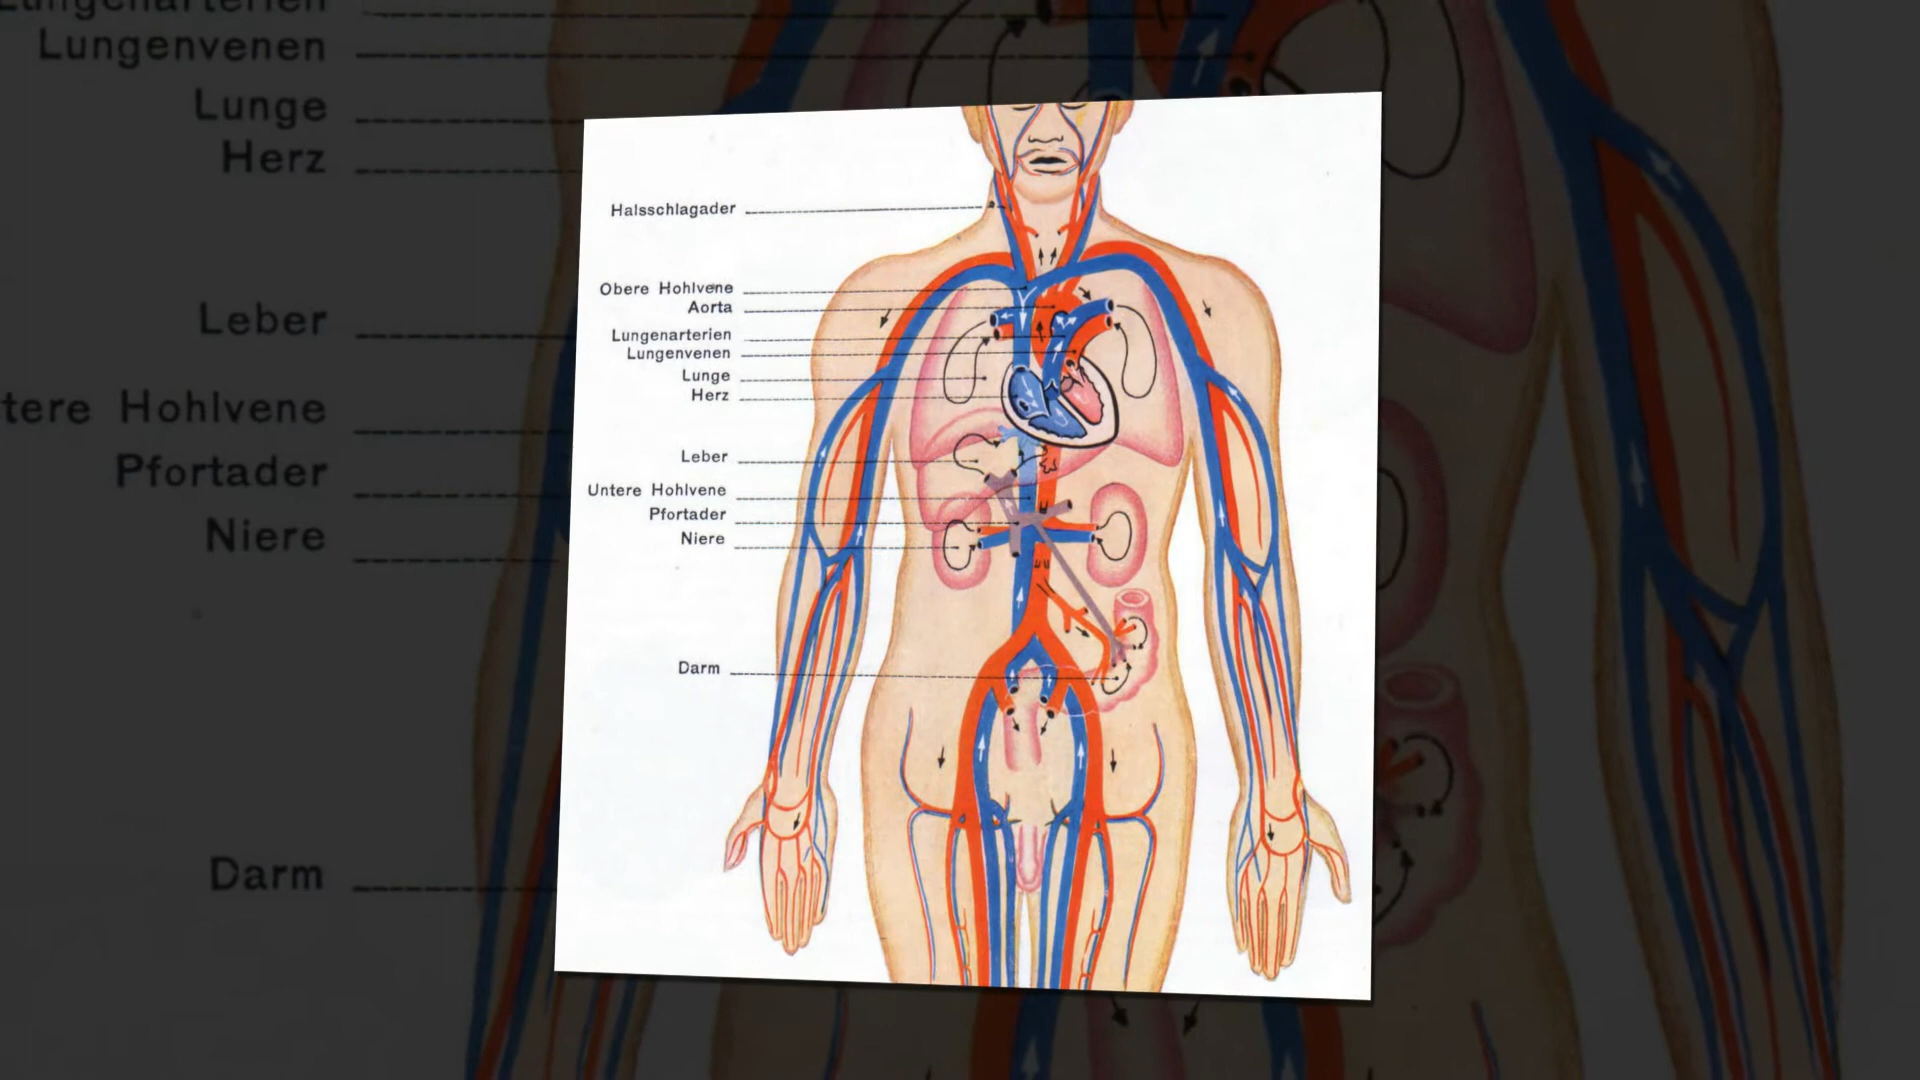 Halsschlagader
Obere Hohlvene
Aorta
Lungenarterien
Lungenvenen
Lunge
Herz
Leber
Untere Hohlvene
Pfortader
Niere
Darm
Lungenvenen
Lunge
Herz
Leber
Hohlvene
Pfortader
Niere
Darm